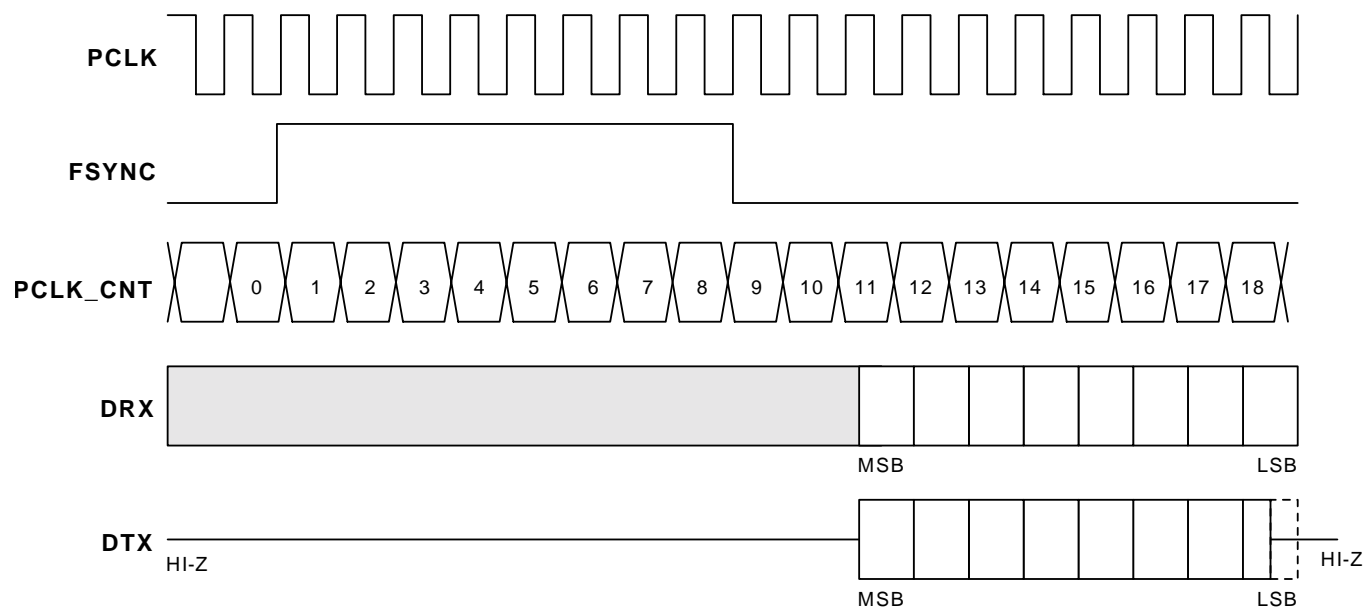 PCLK
FSYNC
PCLK_CNT 0 1 2 3 4 5 6 7 8 9 10 11 12 13 14 15 16 17 18
DRX
MSB LSB
DTX
HI-Z HI-Z
MSB LSB